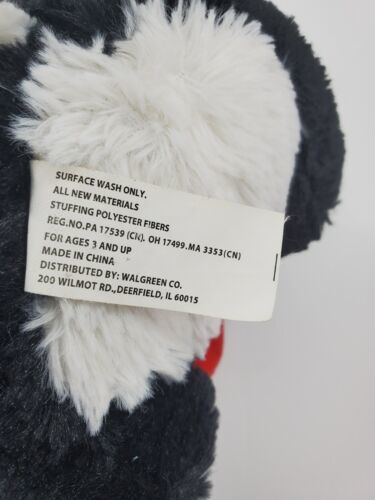 SURFACE WASH ONLY.
ALL NEW MATERIALS
STUFFING POLYESTER FIBERS
REG.NO.PA 17539 (CN). OH 17499.MA 3353(CN)
FOR AGES 3 AND UP
MADE IN CHINA
DISTRIBUTED BY: WALGREEN CO.
200 WILMOT RD.,DEERFIELD, IL 60015